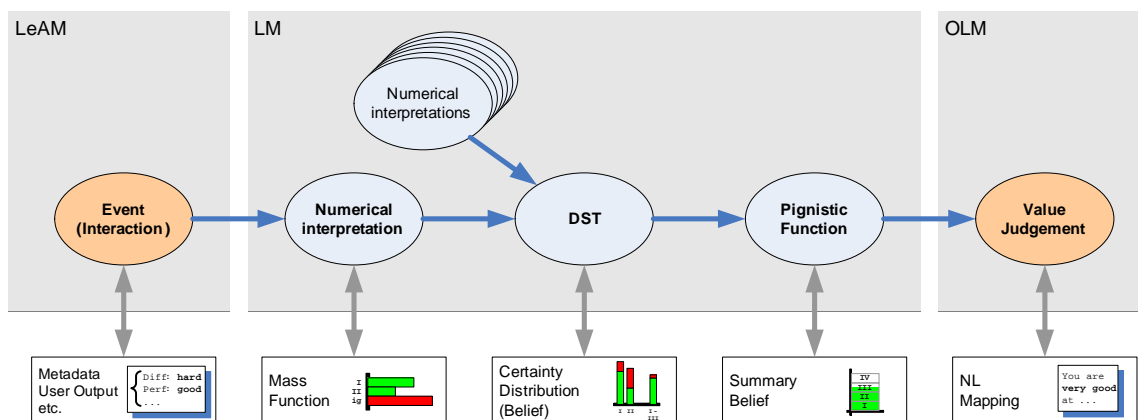 LeAM
LM
OLM
Numerical
interpretations
Event
(Interaction)
Numerical
interpretation
DST
Pignistic
Function
Value
Judgement
Metadata
User Output
etc.
Diff: hard
Perf: good
...
Mass
Function
I
II
ig
Certainty
Distribution
(Belief)
I II I-
III
Summary
Belief
IV
III
II
I
NL
Mapping
You are
very good
at ...